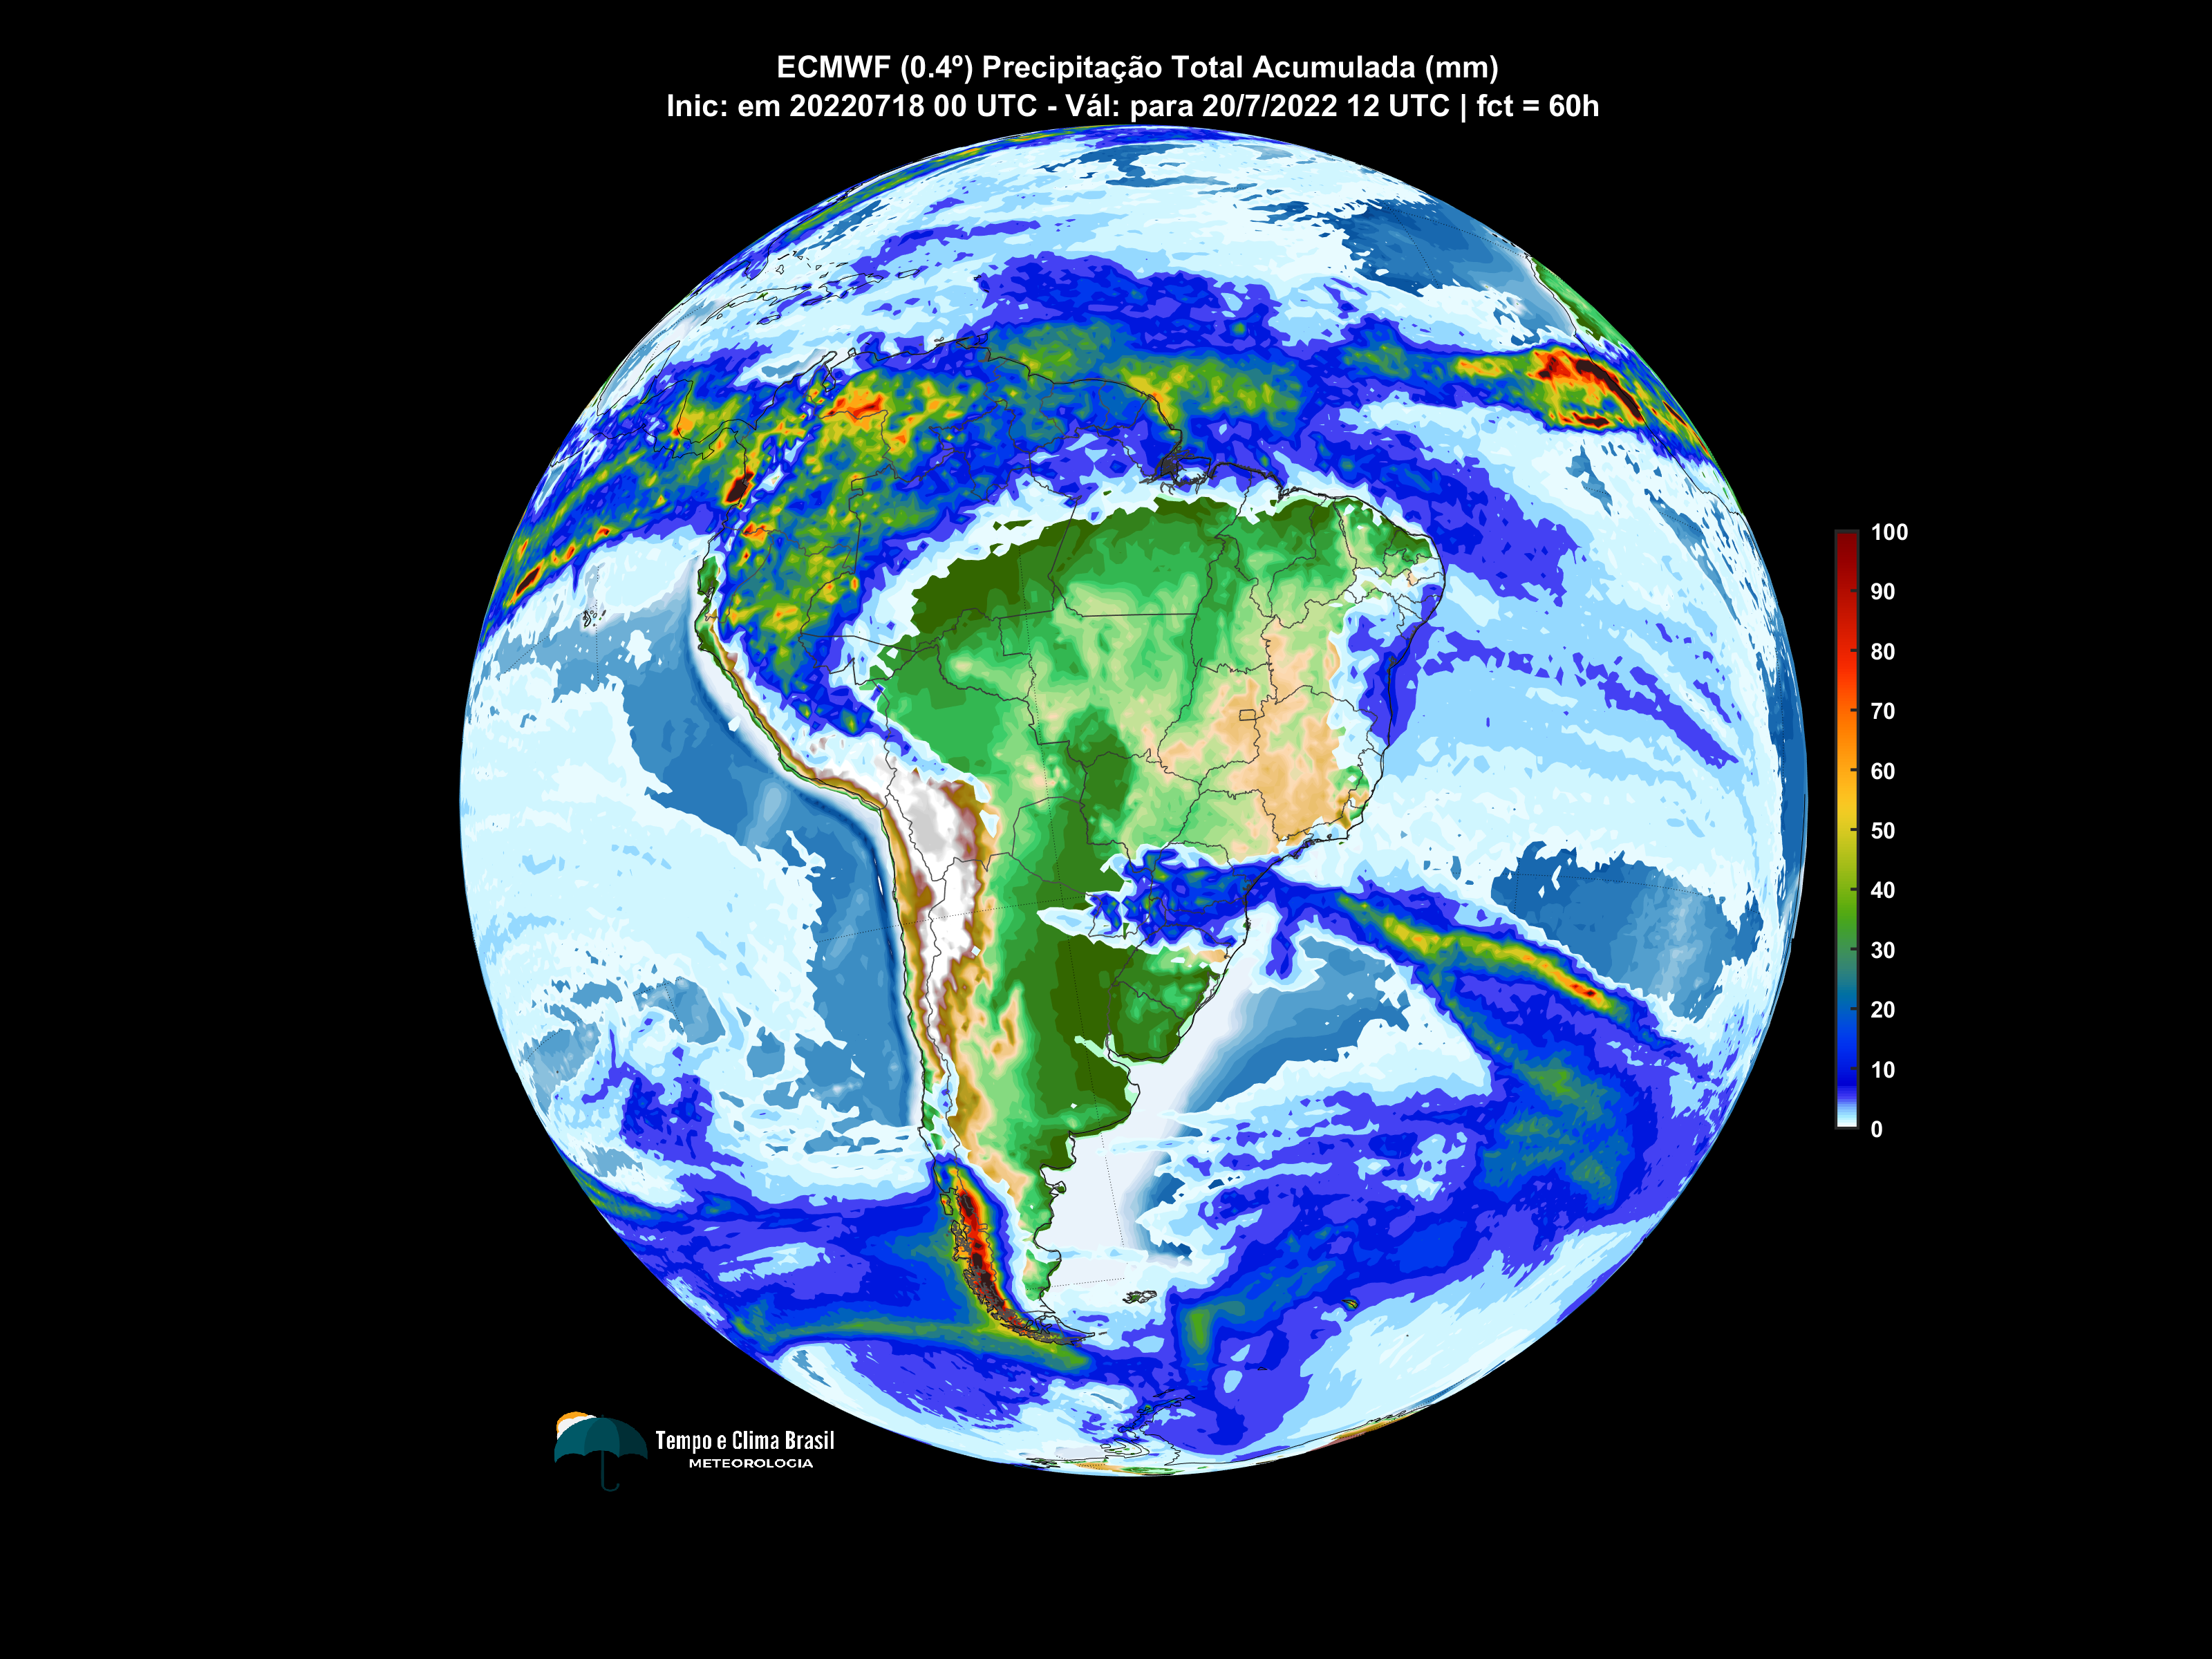 ECMWF (0.4º) Precipitação Total Acumulada (mm)
Inic: em 20220718 00 UTC - Vál: para 20/7/2022 12 UTC | fct = 60h
100
90
80
70
60
50
40
30
20
10
0
Tempo e Clima Brasil
METEOROLOGIA